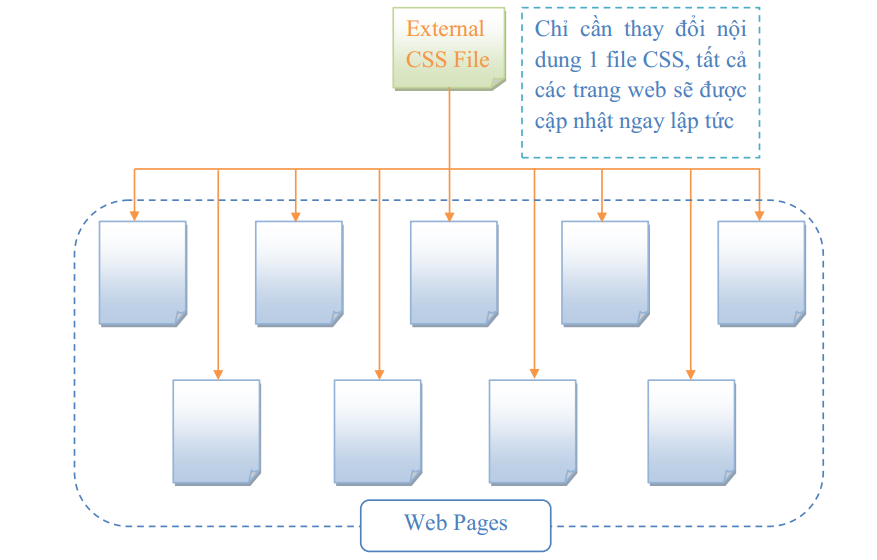 External
CSS File
Chỉ cần thay đổi nội
dung 1 file CSS, tất cả
các trang web sẽ được
cập nhật ngay lập tức
Web Pages